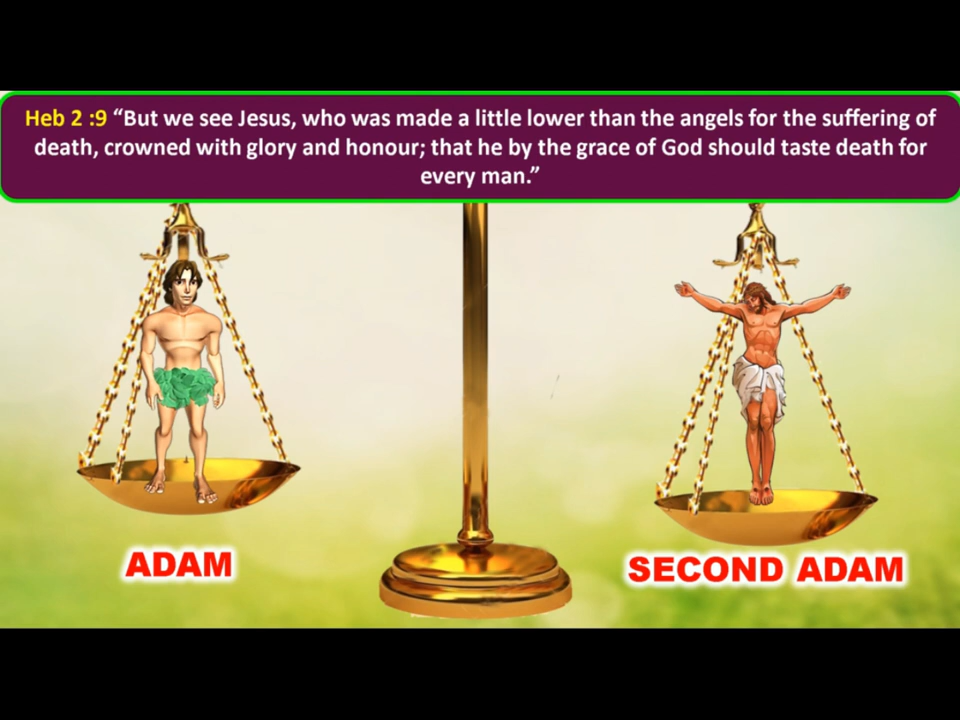 Heb 2 :9 “But we see Jesus, who was made a little lower than the angels for the suffering of
death, crowned with glory and honour; that he by the grace of God should taste death for
every man.”
ADAM
SECOND ADAM